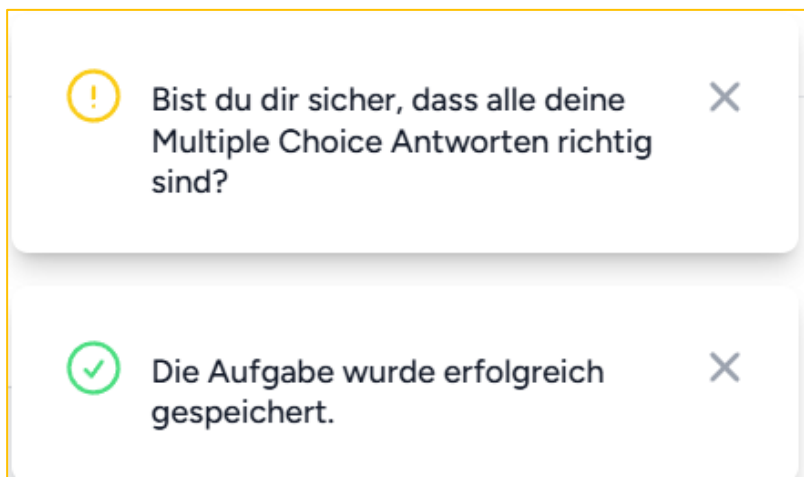 Bist du dir sicher, dass alle deine
Multiple Choice Antworten richtig
sind?
Die Aufgabe wurde erfolgreich
gespeichert.